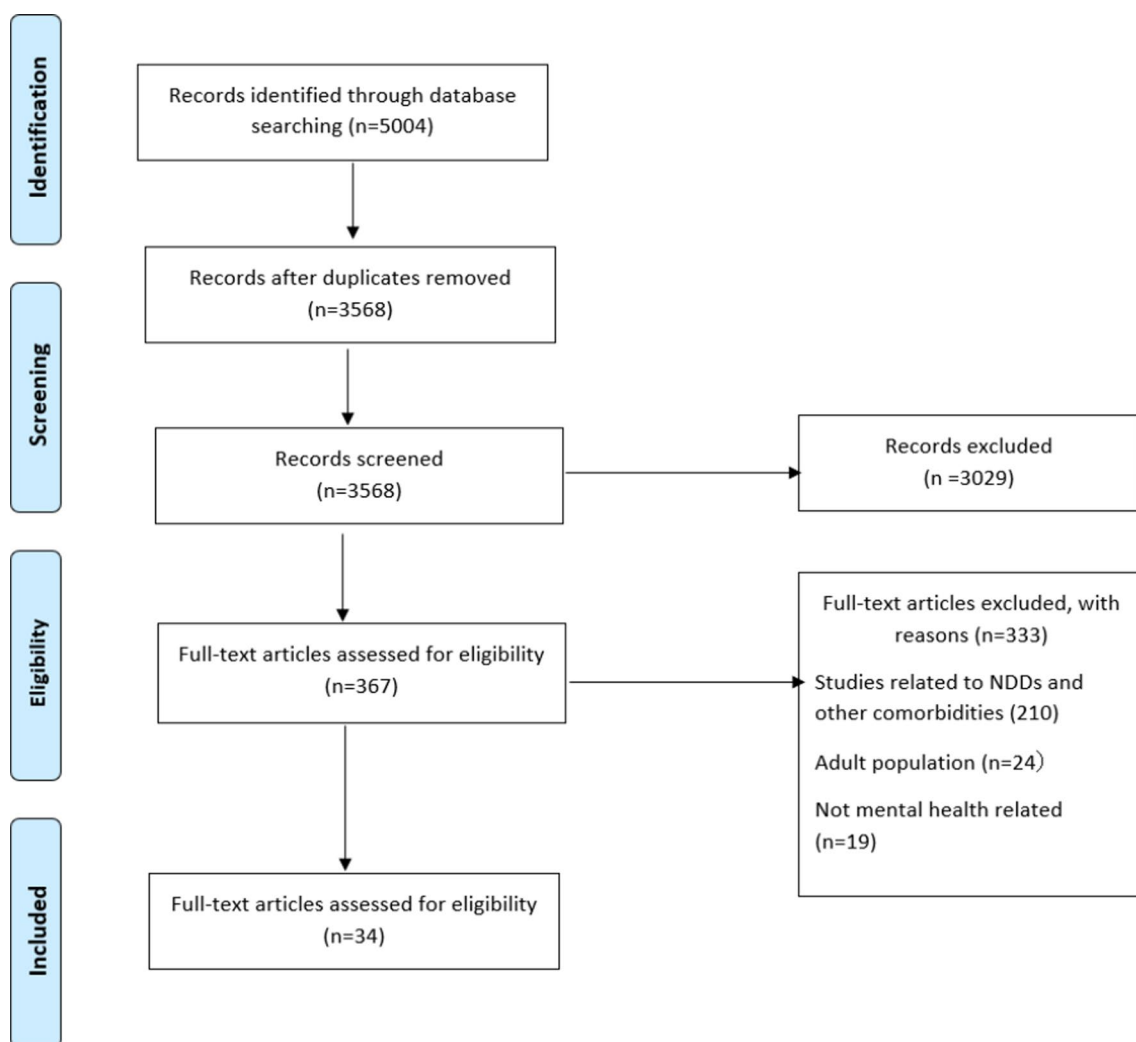 Identification
Records identified through database
searching (n=5004)
Records after duplicates removed
(n=3568)
Screening
Records screened
(n=3568)
Records excluded
(n =3029)
Eligibility
Full-text articles assessed for eligibility
(n=367)
Full-text articles excluded, with
reasons (n=333)
Studies related to NDDs and
other comorbidities (210)
Adult population (n=24）
Not mental health related
(n=19)
Included
Full-text articles assessed for eligibility
(n=34)